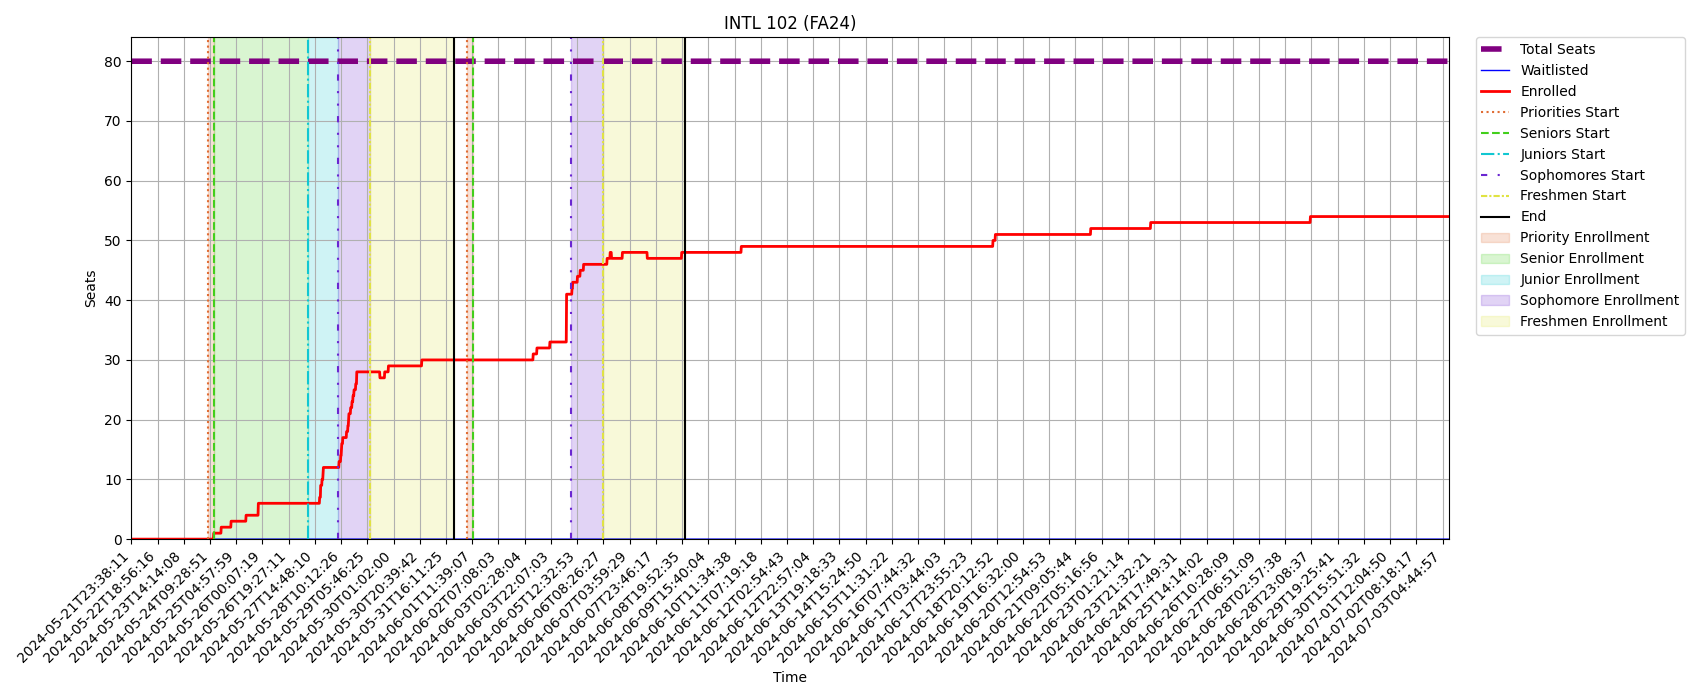 INTL 102 (FA24)
Seats
80
70
60
50
40
30
20
10
0
2024-05-21T23:38:11
2024-05-22T18:56:16
2024-05-23T14:14:08
2024-05-24T09:28:51
2024-05-25T04:57:59
2024-05-26T00:07:19
2024-05-26T19:27:11
2024-05-27T14:48:10
2024-05-28T10:12:26
2024-05-29T05:46:25
2024-05-30T01:02:00
2024-05-30T20:39:42
2024-05-31T16:11:25
2024-06-01T11:39:07
2024-06-02T07:08:03
2024-06-03T02:28:04
2024-06-03T22:07:03
2024-06-05T12:32:53
2024-06-06T08:26:27
2024-06-07T03:59:29
2024-06-07T23:46:17
2024-06-08T19:52:35
2024-06-09T15:40:04
2024-06-10T11:34:38
2024-06-11T07:19:18
2024-06-12T02:54:43
2024-06-12T22:57:04
2024-06-13T19:18:33
2024-06-14T15:24:50
2024-06-15T11:31:22
2024-06-16T07:44:32
2024-06-17T03:44:03
2024-06-17T23:55:23
2024-06-18T20:12:52
2024-06-19T16:32:00
2024-06-20T12:54:53
2024-06-21T09:05:44
2024-06-22T05:16:56
2024-06-23T01:21:14
2024-06-23T21:32:21
2024-06-24T17:49:31
2024-06-25T14:14:02
2024-06-26T10:28:09
2024-06-27T06:51:09
2024-06-28T02:57:38
2024-06-28T23:08:37
2024-06-29T19:25:41
2024-06-30T15:51:32
2024-07-01T12:04:50
2024-07-02T08:18:17
2024-07-03T04:44:57
Time
Total Seats
Waitlisted
Enrolled
Priorities Start
Seniors Start
Juniors Start
Sophomores Start
Freshmen Start
End
Priority Enrollment
Senior Enrollment
Junior Enrollment
Sophomore Enrollment
Freshmen Enrollment